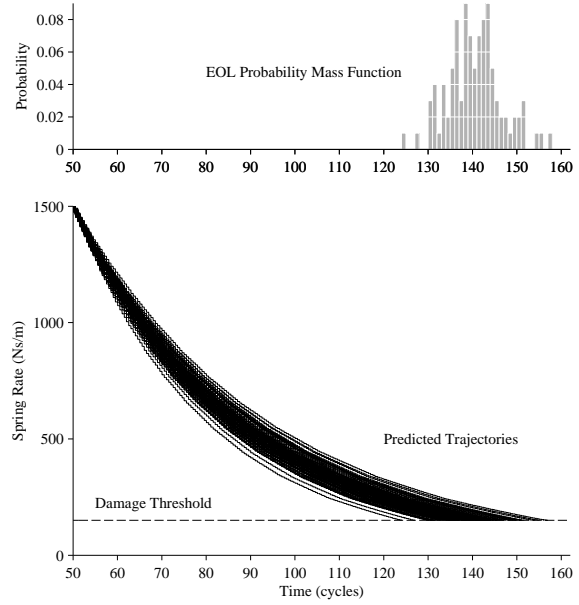 0.08
0.06
0.04
0.02
0
Probability
EOL Probability Mass Function
50 60 70 80 90 100 110 120 130 140 150 160
1500
1000
500
0
Spring Rate (Ns/m)
Predicted Trajectories
Damage Threshold
50 60 70 80 90 100 110 120 130 140 150 160
Time (cycles)